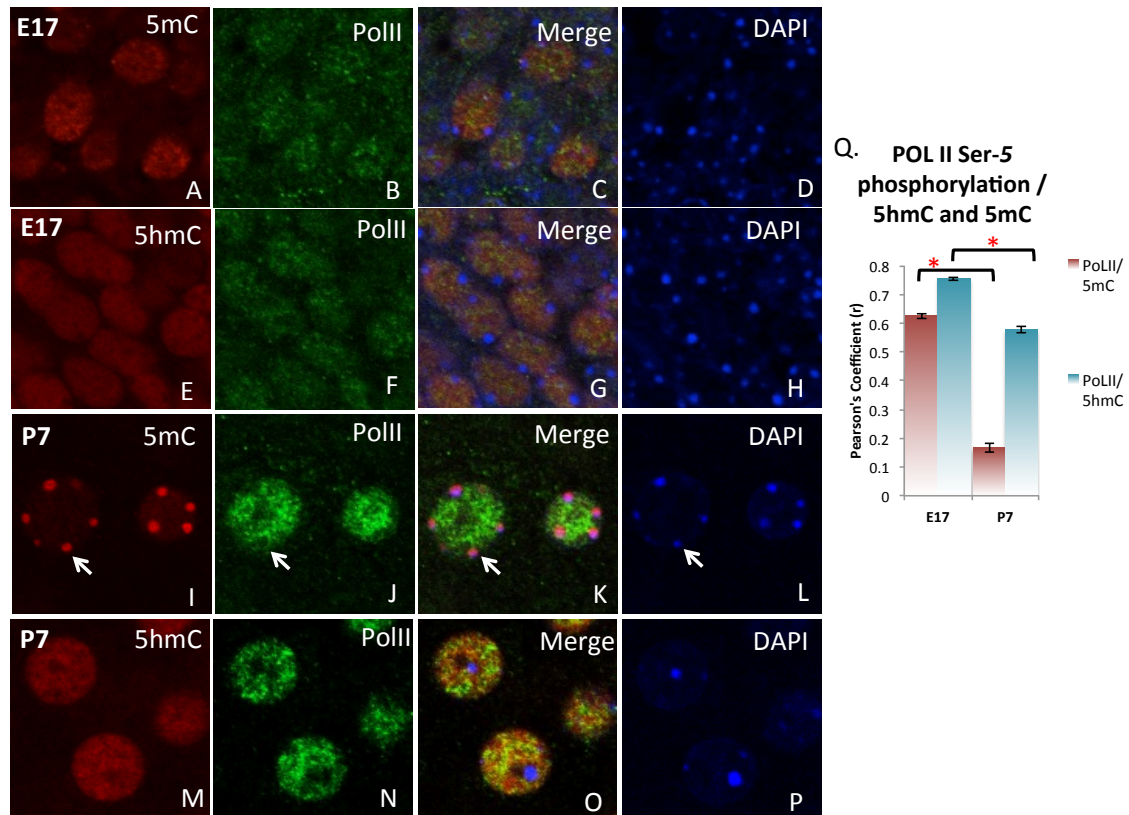 E17 5mC
PolII
Merge
DAPI
A
B
C
D
E17 5hmC
PolII
Merge
DAPI
E
F
G
H
P7 5mC
PolII
Merge
DAPI
I
J
K
L
P7 5hmC
PolII
Merge
DAPI
M
N
O
P
Q.
POL II Ser-5
phosphorylation /
5hmC and 5mC
*
*
Pearson's Coefficient (r)
0.8
0.7
0.6
0.5
0.4
0.3
0.2
0.1
0
E17 P7
PoLII/
5mC
PoLII/
5hmC